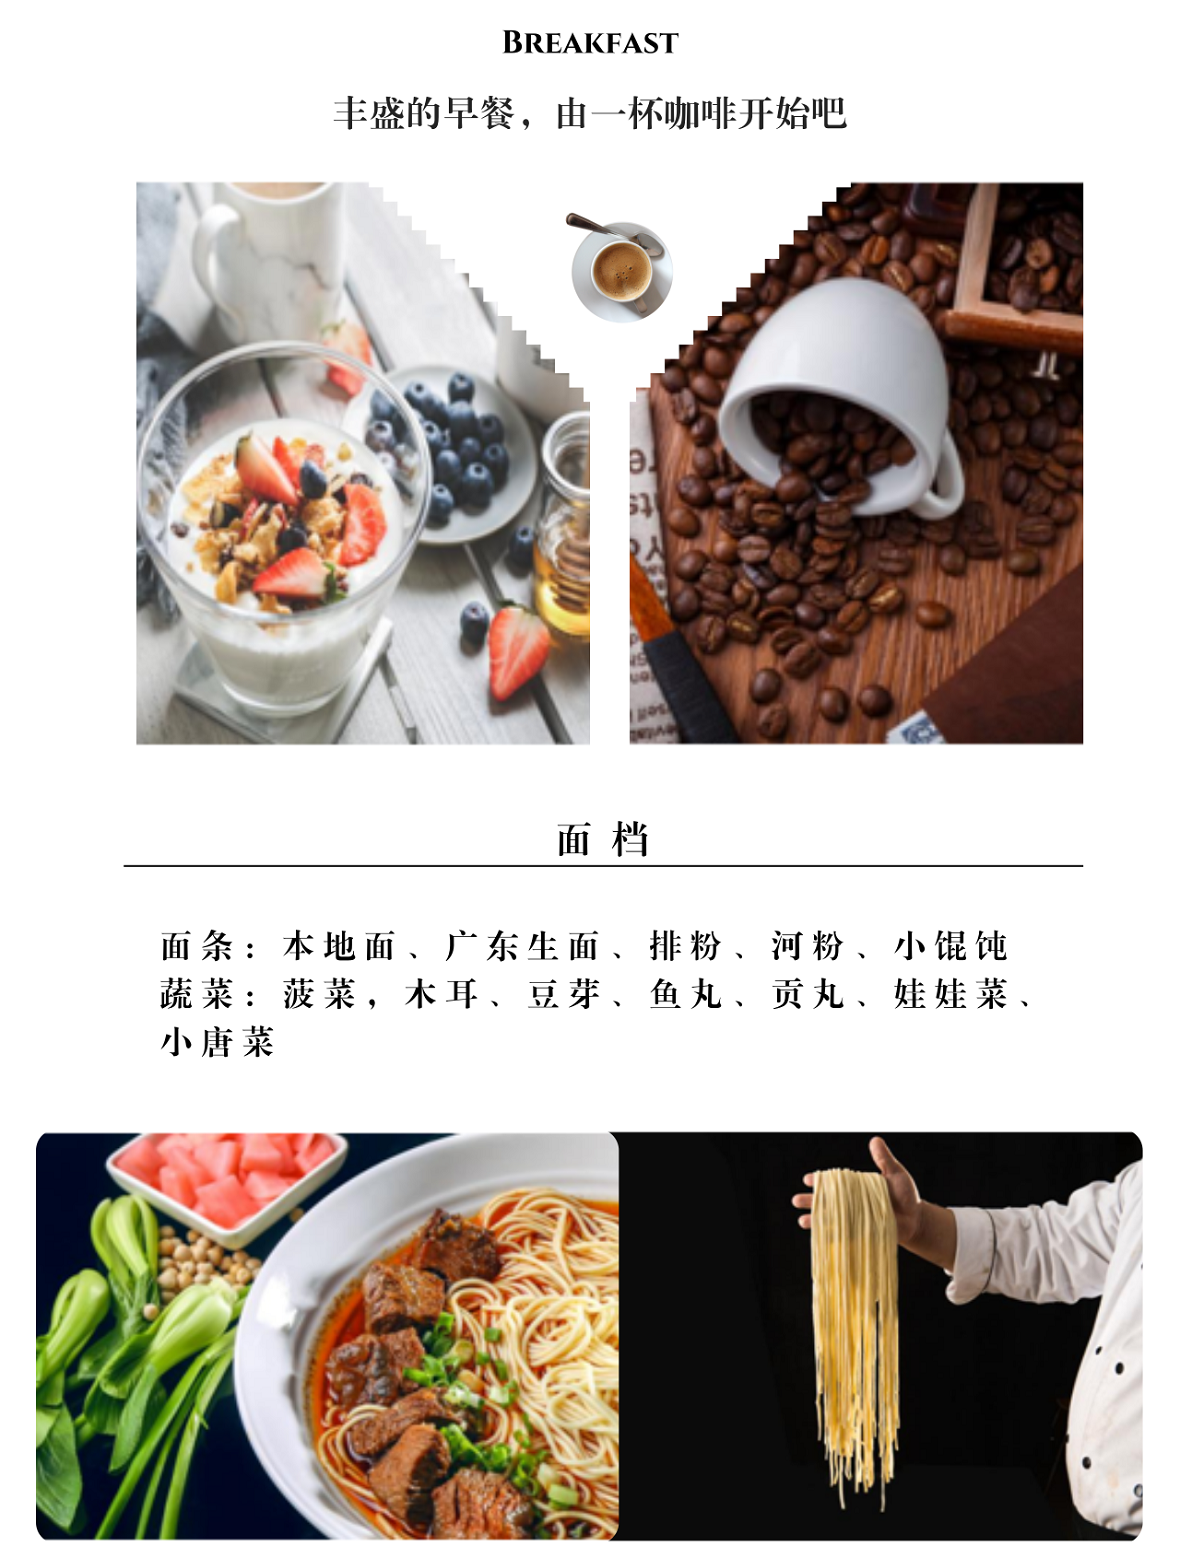 BREAKFAST
丰盛的早餐，由一杯咖啡开始吧
面档
面条：本地面、广东生面、排粉、河粉、小馄饨
蔬菜：菠菜，木耳、豆芽、鱼丸、贡丸、娃娃菜、
小唐菜